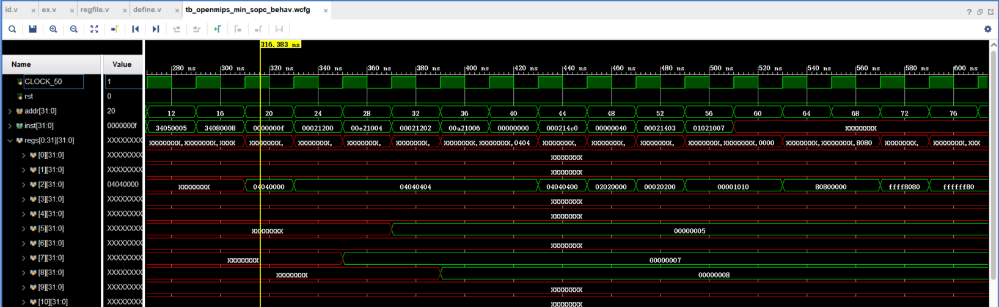 id.v × ex.v × regfile.v × define.v × tb_openmips_min_sopc_behav.wcfg × ?
316.383 ns
Name Value 280 ns 300 ns 320 ns 340 ns 360 ns 380 ns 400 ns 420 ns 440 ns 460 ns 480 ns 500 ns 520 ns 540 ns 560 ns 580 ns 600 ns
CLOCK_50 1
rst 0
addr[31:0] 20 12 16 20 24 28 32 36 40 44 48 52 56 60 64 68 72 76
inst[31:0] 0000000f 34050005 34080008 0000000f 00021200 00e21004 00021202 00a21006 00000000 000214c0 00000040 00021403 01021007 XXXXXXXX
regs[0:31][31:0] XXXXXXXX XXXXXXXX,XXXXXXXX,XXXX XXXXXXXX, XXXXXXXX, XXXXXXXX, XXXXXXXX, XXXXXXXX,XXXXXXXX,0404 XXXXXXXX, XXXXXXXX, XXXXXXXX, XXXXXXXX,XXXXXXXX,0000 XXXXXXXX,XXXXXXXX,8080 XXXXXXXX, XXXXXXXX,XXX
[0][31:0] XXXXXXXX XXXXXXXX
[1][31:0] XXXXXXXX XXXXXXXX
[2][31:0] 04040000 XXXXXXXX 04040000 04040404 04040400 02020000 00020200 00001010 80800000 ffff8080 ffffff80
[3][31:0] XXXXXXXX XXXXXXXX
[4][31:0] XXXXXXXX XXXXXXXX
[5][31:0] XXXXXXXX XXXXXXXX 00000005
[6][31:0] XXXXXXXX XXXXXXXX
[7][31:0] XXXXXXXX XXXXXXXX 00000007
[8][31:0] XXXXXXXX XXXXXXXX 00000008
[9][31:0] XXXXXXXX XXXXXXXX
[10][31:0] XXXXXXXX XXXXXXXX